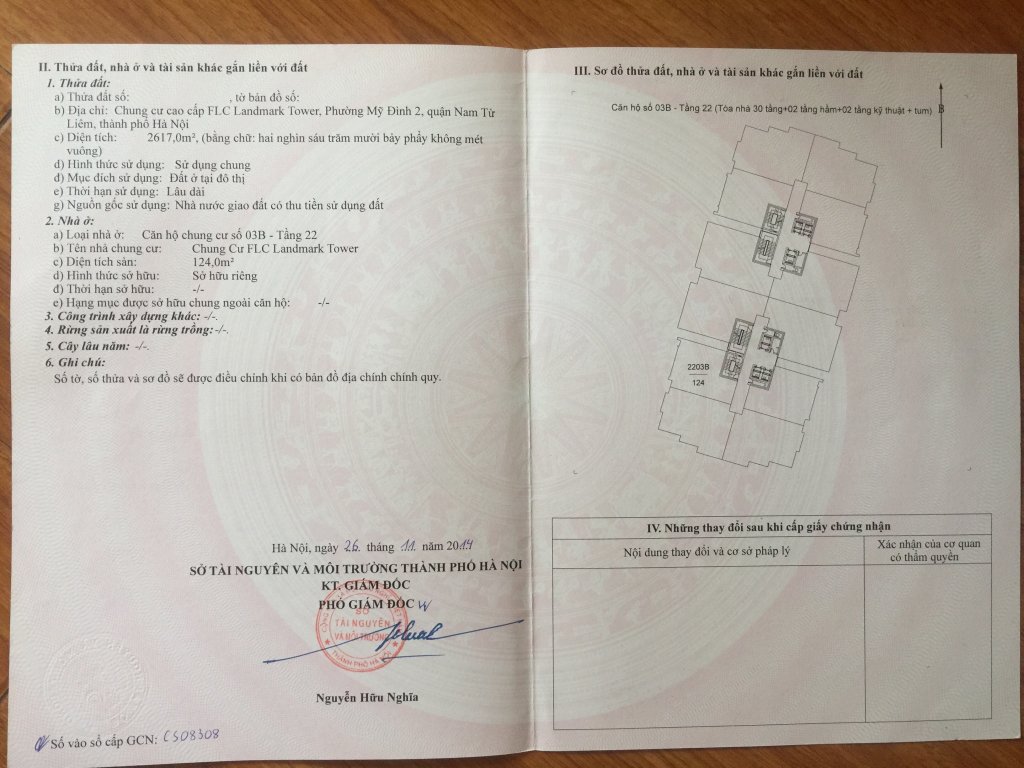 II. Thửa đất, nhà ở và tài sản khác gắn liền với đất
1. Thửa đất:
a) Thửa đất số: , tờ bản đồ số:
b) Địa chỉ: Chung cư cao cấp FLC Landmark Tower, Phường Mỹ Đình 2, quận Nam Từ
Liêm, thành phố Hà Nội
c) Diện tích: 2617,0m², (bằng chữ: hai nghìn sáu trăm mười bảy phẩy không mét
vuông)
d) Hình thức sử dụng: Sử dụng chung
đ) Mục đích sử dụng: Đất ở tại đô thị
e) Thời hạn sử dụng: Lâu dài
g) Nguồn gốc sử dụng: Nhà nước giao đất có thu tiền sử dụng đất
2. Nhà ở:
a) Loại nhà ở: Căn hộ chung cư số 03B - Tầng 22
b) Tên nhà chung cư: Chung Cư FLC Landmark Tower
c) Diện tích sàn: 124,0m²
d) Hình thức sở hữu: Sở hữu riêng
đ) Thời hạn sở hữu: -/-
e) Hạng mục được sở hữu chung ngoài căn hộ: -/-
3. Công trình xây dựng khác: -/-.
4. Rừng sản xuất là rừng trồng:-/-.
5. Cây lâu năm: -/-.
6. Ghi chú:
Số tờ, số thửa và sơ đồ sẽ được điều chỉnh khi có bản đồ địa chính chính quy.
Hà Nội, ngày 26 tháng 11 năm 2014
SỞ TÀI NGUYÊN VÀ MÔI TRƯỜNG THÀNH PHỐ HÀ NỘI
KT. GIÁM ĐỐC
PHÓ GIÁM ĐỐC
SỞ
TÀI NGUYÊN
VÀ MÔI TRƯỜNG
THÀNH PHỐ HÀ NỘI
Nguyễn Hữu Nghĩa
Số vào sổ cấp GCN: CS08308
III. Sơ đồ thửa đất, nhà ở và tài sản khác gắn liền với đất
Căn hộ số 03B - Tầng 22 (Tòa nhà 30 tầng+02 tầng hầm+02 tầng kỹ thuật + tum)
B
2203B
124
IV. Những thay đổi sau khi cấp giấy chứng nhận
Nội dung thay đổi và cơ sở pháp lý
Xác nhận của cơ quan
có thẩm quyền